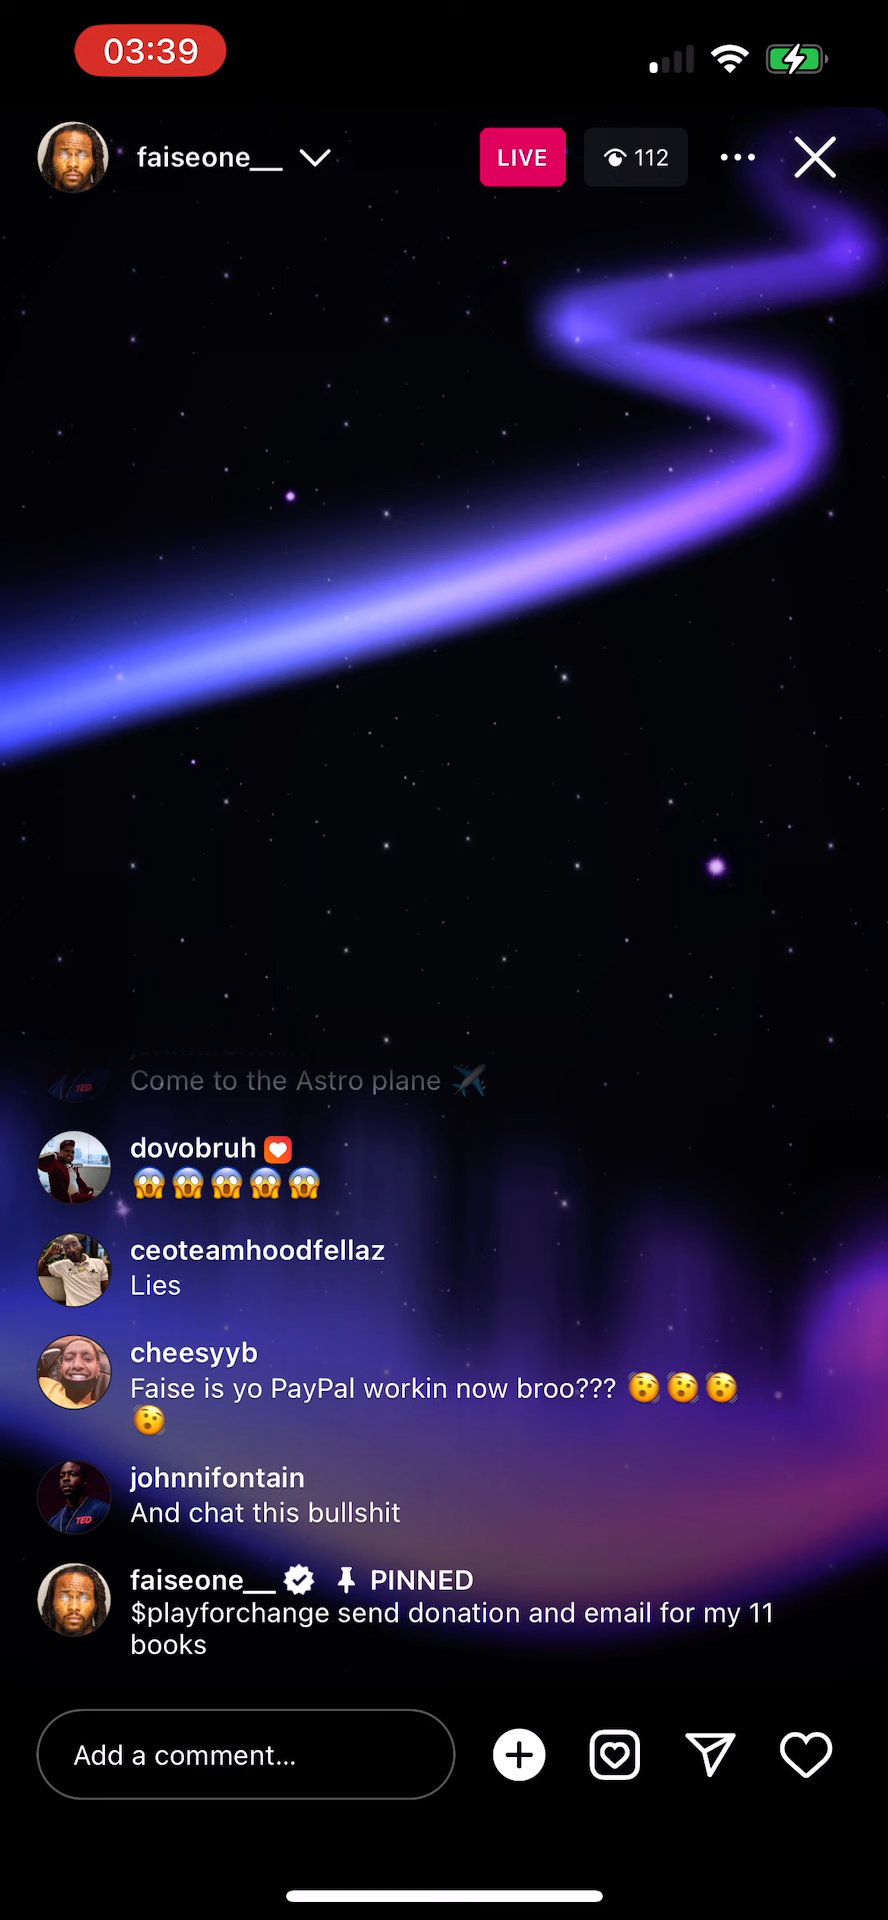 03:39
faiseone__
LIVE
112
Come to the Astro plane ✈️
dovobruh
😱😱😱😱😱
ceoteamhoodfellaz
Lies
cheesyyb
Faise is yo PayPal workin now broo??? 🫨🫨🫨
🫨
johnnifontain
And chat this bullshit
TED
faiseone__ PINNED
$playforchange send donation and email for my 11
books
Add a comment...